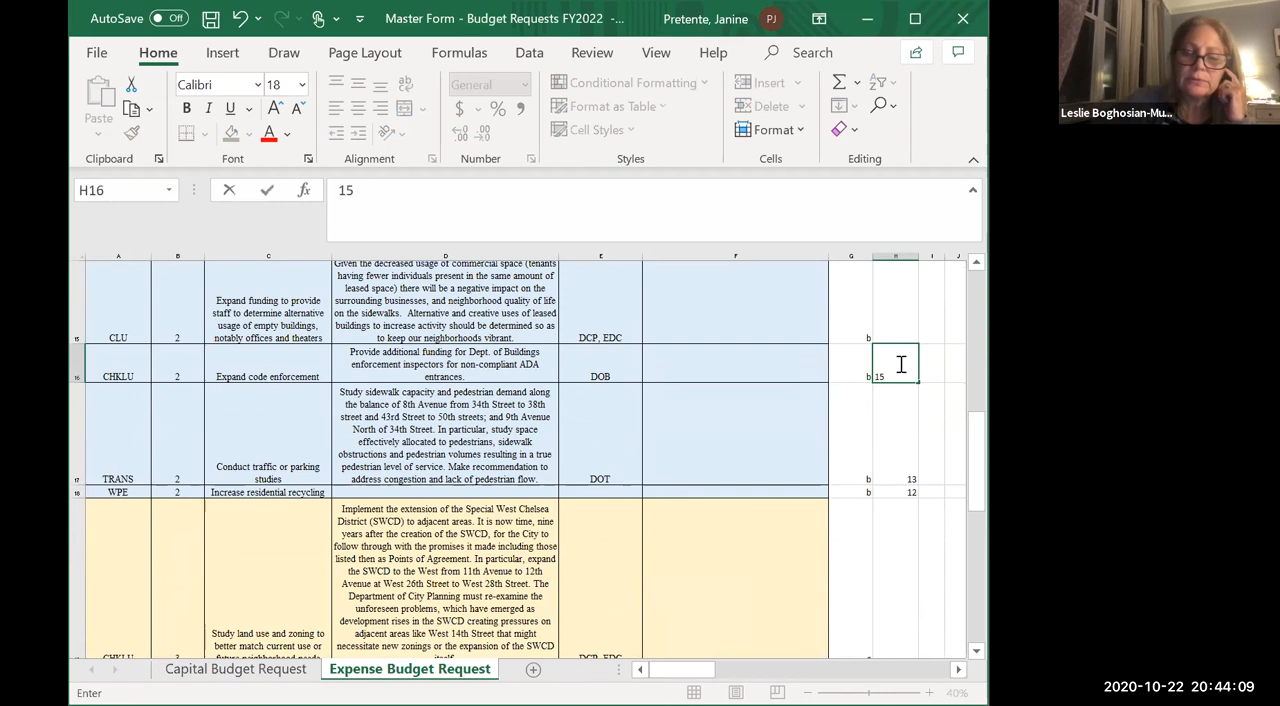 AutoSave Off Master Form - Budget Requests FY2022 -... Pretente, Janine PJ
File Home Insert Draw Page Layout Formulas Data Review View Help Search
Paste Calibri 18 General Conditional Formatting Insert
B I U A A Format as Table Delete
$ % , Cell Styles Format
Clipboard Font Alignment Number Styles Cells Editing
H16 fx 15
A B C D E F G H I J
Given the decreased usage of commercial space (tenants
having fewer individuals present in the same amount of
leased space) there will be a negative impact on the
Expand funding to provide surrounding businesses, and neighborhood quality of life
staff to determine alternative on the sidewalks. Alternative and creative uses of leased
usage of empty buildings, buildings to increase activity should be determined so as
15 CLU 2 notably offices and theaters to keep our neighborhoods vibrant. DCP, EDC b
Provide additional funding for Dept. of Buildings
enforcement inspectors for non-compliant ADA
16 CHKLU 2 Expand code enforcement entrances. DOB b 15
Study sidewalk capacity and pedestrian demand along
the balance of 8th Avenue from 34th Street to 38th
street and 43rd Street to 50th streets; and 9th Avenue
North of 34th Street. In particular, study space
effectively allocated to pedestrians, sidewalk
obstructions and pedestrian volumes resulting in a true
Conduct traffic or parking pedestrian level of service. Make recommendation to
17 TRANS 2 studies address congestion and lack of pedestrian flow. DOT b 13
18 WPE 2 Increase residential recycling b 12
Implement the extension of the Special West Chelsea
District (SWCD) to adjacent areas. It is now time, nine
years after the creation of the SWCD, for the City to
follow through with the promises it made including those
listed then as Points of Agreement. In particular, expand
the SWCD to the West from 11th Avenue to 12th
Avenue at West 26th Street to West 28th Street. The
Department of City Planning must re-examine the
unforeseen problems, which have emerged as
development rises in the SWCD creating pressures on
Study land use and zoning to adjacent areas like West 14th Street that might
better match current use or necessitate new zonings or the expansion of the SWCD
Capital Budget Request Expense Budget Request
Enter 40%
Leslie Boghosian-Mu...
2020-10-22 20:44:09